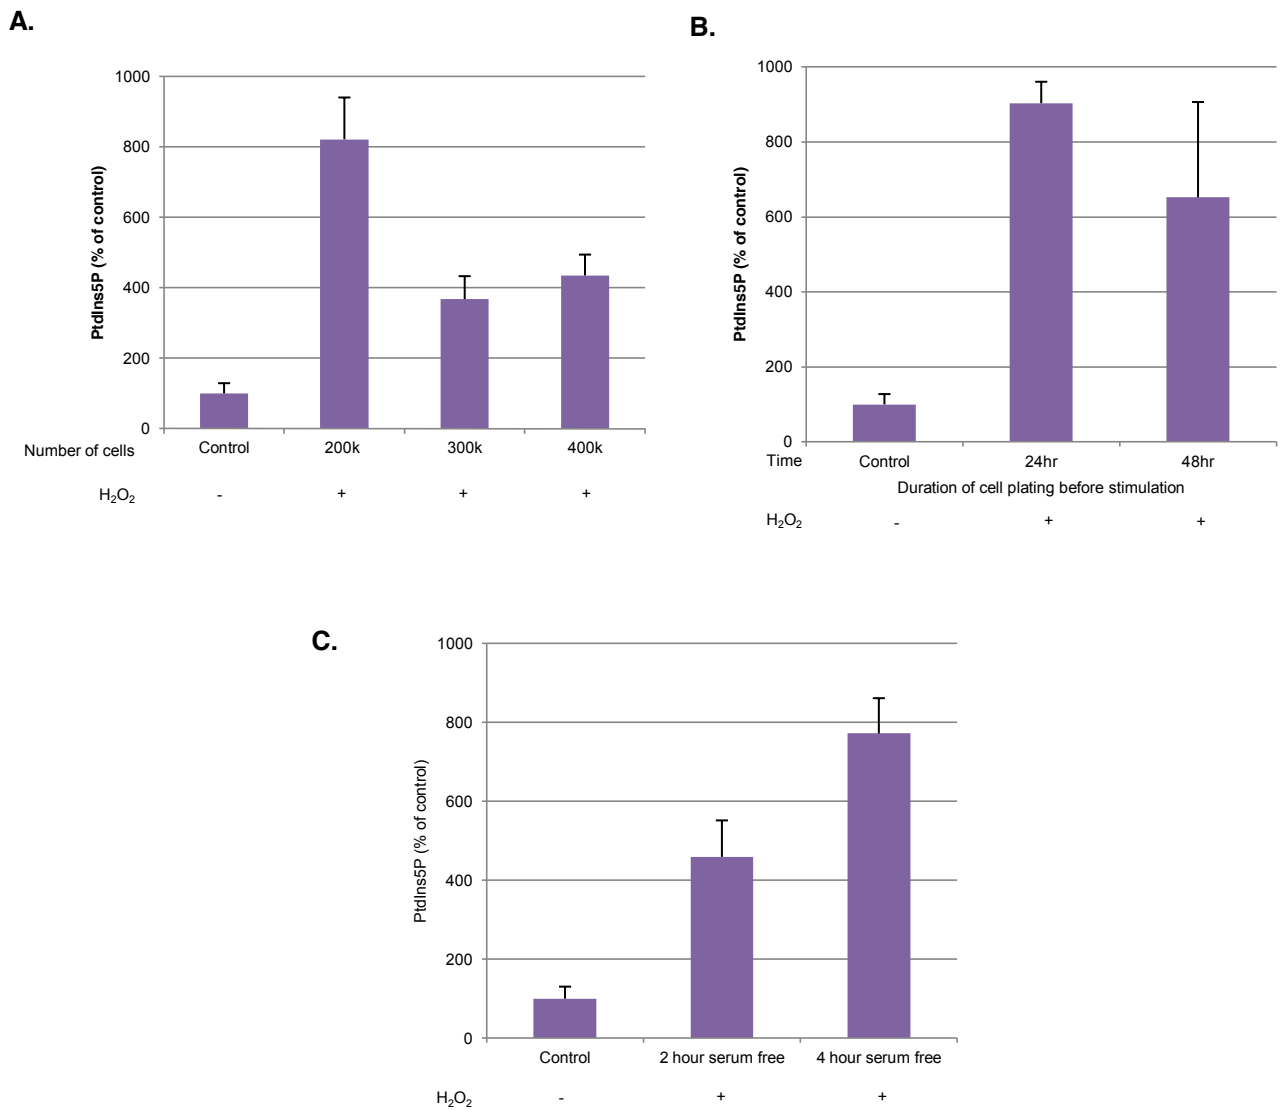 A.
PtdIns5P (% of control)
1000
800
600
400
200
0
Number of cells Control 200k 300k 400k
H₂O₂ - + + +
B.
PtdIns5P (% of control)
1000
800
600
400
200
0
Time Control 24hr 48hr
Duration of cell plating before stimulation
H₂O₂ - + +
C.
PtdIns5P (% of control)
1000
800
600
400
200
0
Control 2 hour serum free 4 hour serum free
H₂O₂ - + +